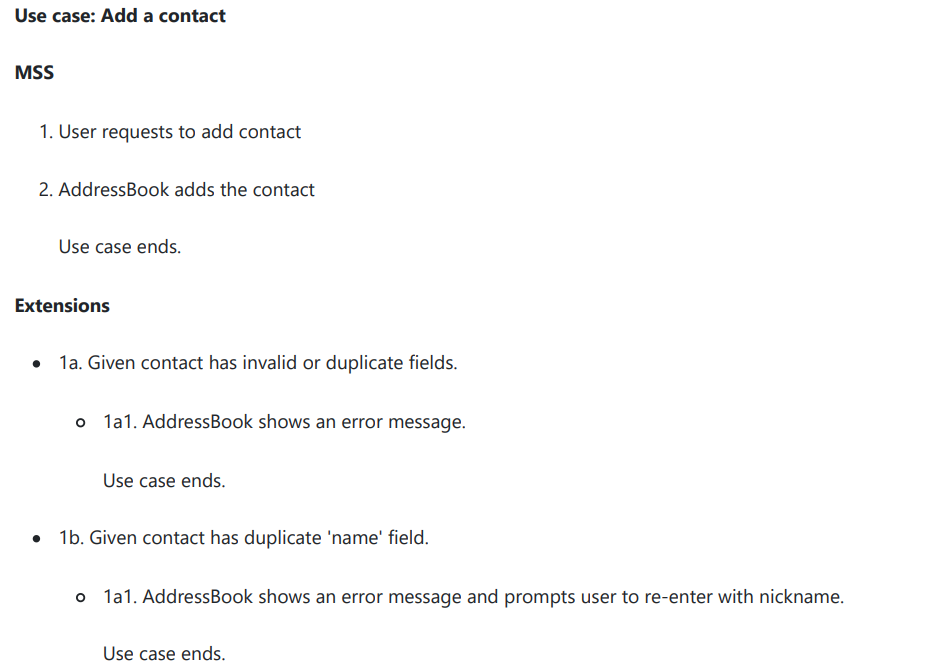 Use case: Add a contact
MSS
1. User requests to add contact
2. AddressBook adds the contact
Use case ends.
Extensions
• 1a. Given contact has invalid or duplicate fields.
○ 1a1. AddressBook shows an error message.
Use case ends.
• 1b. Given contact has duplicate 'name' field.
○ 1a1. AddressBook shows an error message and prompts user to re-enter with nickname.
Use case ends.